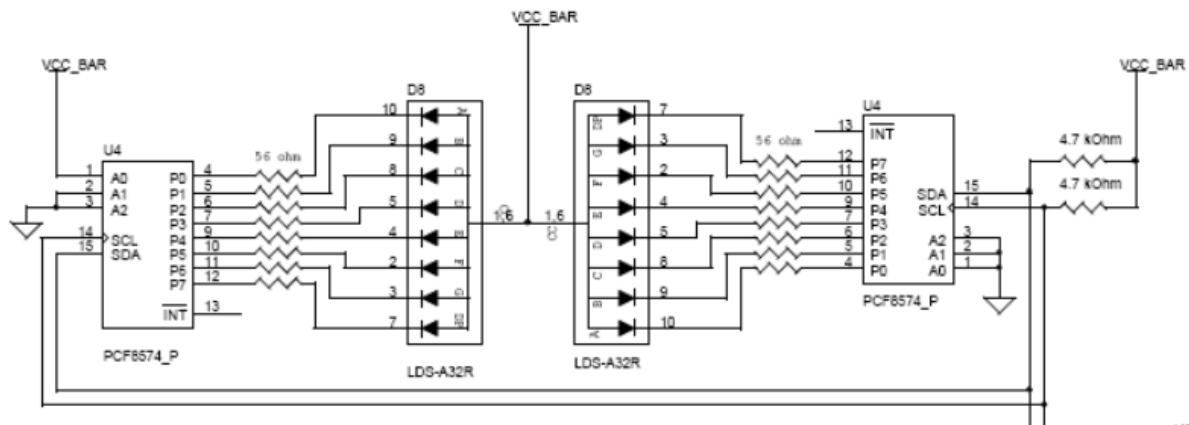 VCC_BAR
VCC_BAR
VCC_BAR
D8
D8
U4
U4
56 ohm
56 ohm
4.7 kOhm
4.7 kOhm
1 A0
2 A1
3 A2
14 SCL
15 SDA
P0 4
P1 5
P2 6
P3 7
P4 9
P5 10
P6 11
P7 12
INT 13
PCF8574_P
10 A
9 B
8 C
5 D
4 E
2 F
3 G
7 DP
1,6
CC
LDS-A32R
1,6
CC
DP 7
G 3
F 2
E 4
D 5
C 8
B 9
A 10
LDS-A32R
13 INT
12 P7
11 P6
10 P5
9 P4
7 P3
6 P2
5 P1
4 P0
SDA 15
SCL 14
A2 3
A1 2
A0 1
PCF8574_P